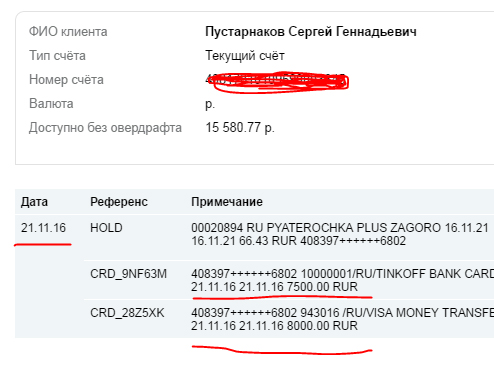 ФИО клиента Пустарнаков Сергей Геннадьевич
Тип счёта Текущий счёт
Номер счёта
Валюта р.
Доступно без овердрафта 15 580.77 р.
Дата Референс Примечание
21.11.16 HOLD 00020894 RU PYATEROCHKA PLUS ZAGORO 16.11.21
16.11.21 66.43 RUR 408397++++++6802
CRD_9NF63M 408397++++++6802 10000001/RU/TINKOFF BANK CARD
21.11.16 21.11.16 7500.00 RUR
CRD_28Z5XK 408397++++++6802 943016 /RU/VISA MONEY TRANSFE
21.11.16 21.11.16 8000.00 RUR